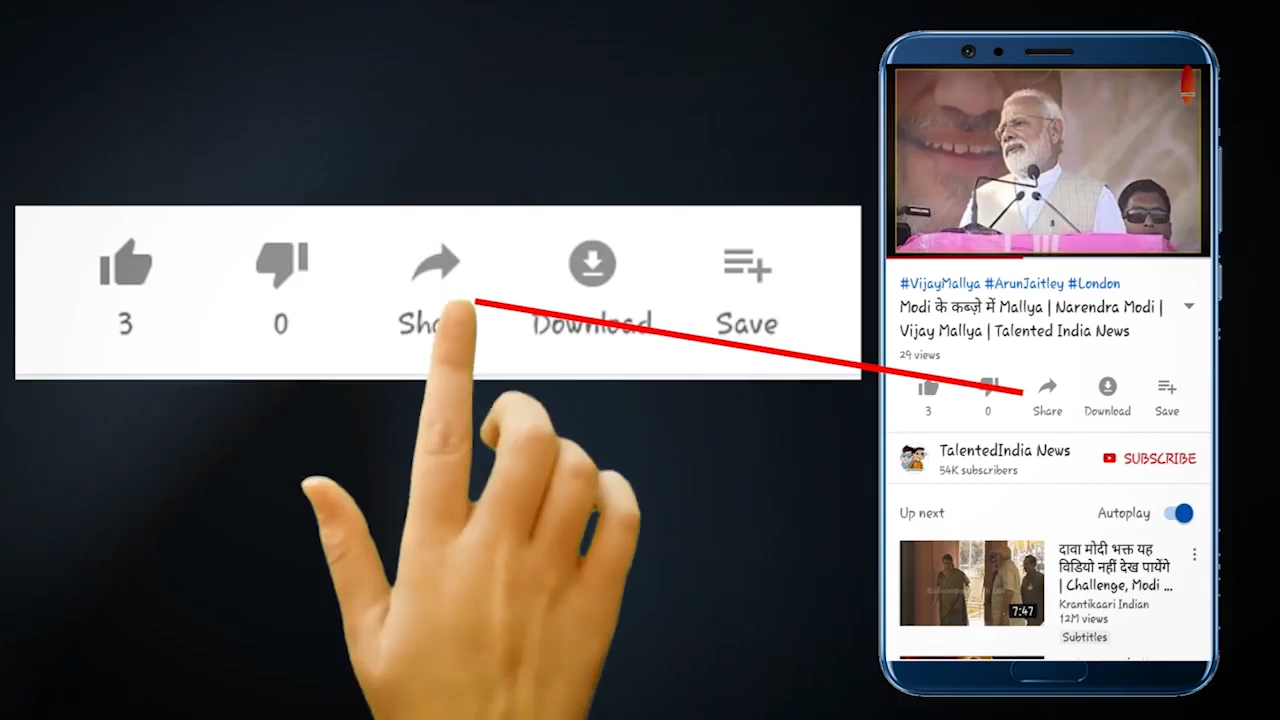 3
0
Sh
Download
Save
#VijayMallya #ArunJaitley #London
Modi के कब्ज़े में Mallya | Narendra Modi |
Vijay Mallya | Talented India News
29 views
3
0
Share
Download
Save
TalentedIndia News
54K subscribers
SUBSCRIBE
Up next
Autoplay
दावा मोदी भक्त यह
विडियो नहीं देख पायेंगे
| Challenge, Modi ...
Krantikaari Indian
12M views
Subtitles
7:47